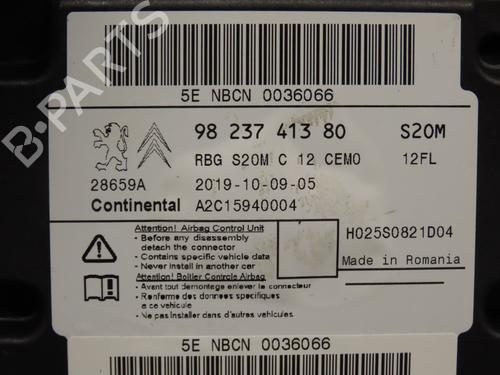 B-PARTS
5E NBCN 0036066
98 237 413 80 S20M
RBG S20M C 12 CEMO 12FL
28659A 2019-10-09-05
Continental A2C15940004
Attention! Airbag Control Unit
- Before any disassembly
detach the connector
- Contains specific vehicle data
- Never install in another car
Attention! Boîtier Controle Airbag
- Avant tout demontage enlever le connecteur
- Renferme des données spécifiques
a ce véhicule
- Ne pas l'installer dans d'autres véhicules.
H025S0821D04
Made in Romania
5E NBCN 0036066